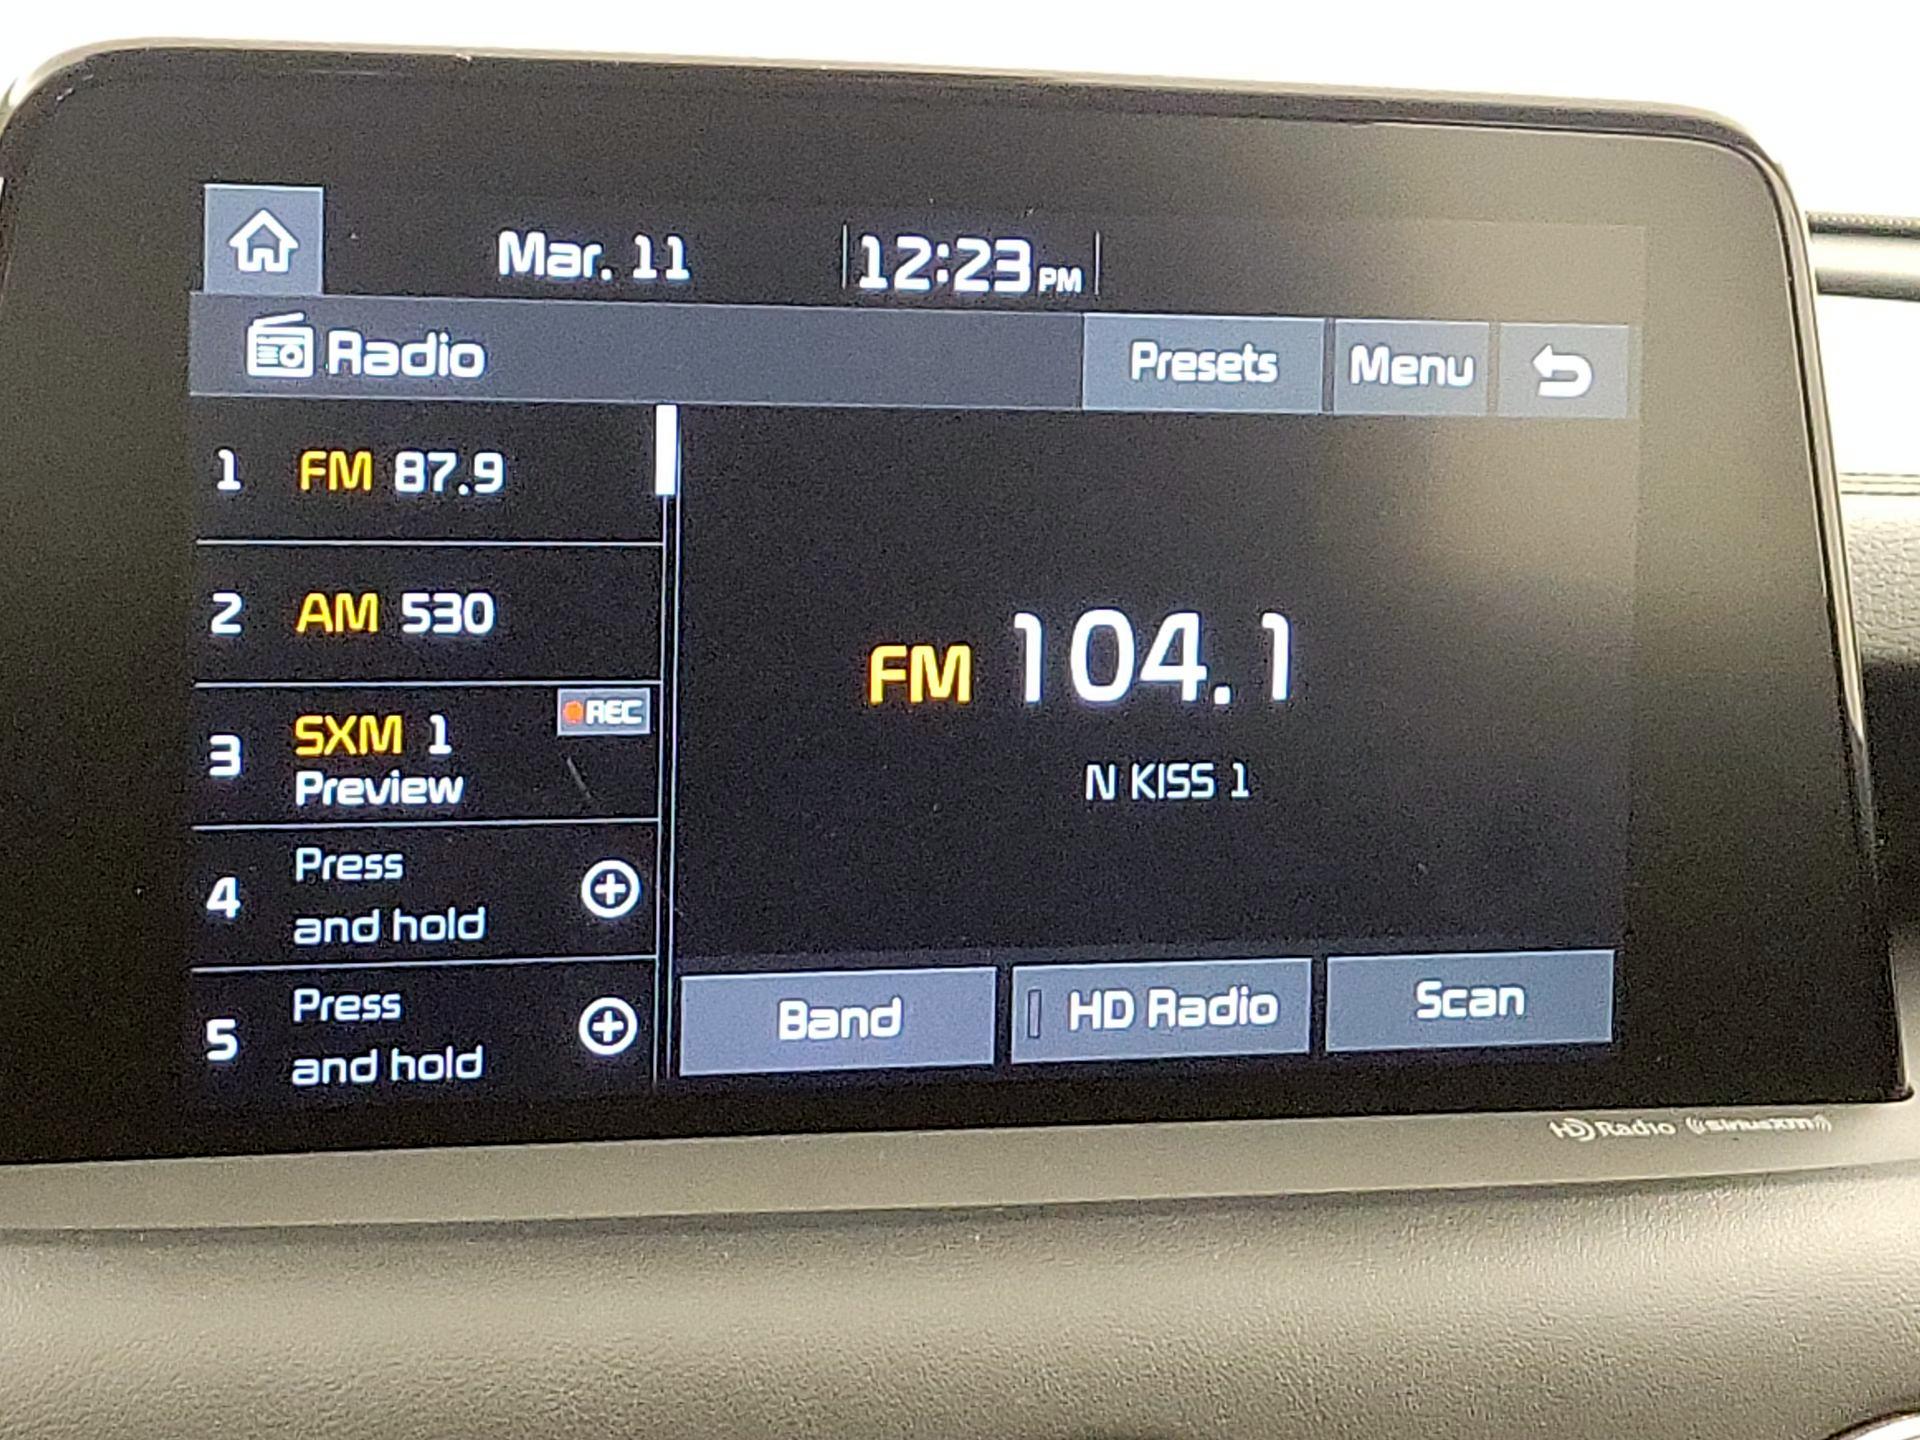 Mar. 11
12:23 PM
Radio
Presets
Menu
1 FM 87.9
2 AM 530
3 SXM 1
REC
Preview
4 Press
and hold
5 Press
and hold
FM 104.1
N KISS 1
Band
HD Radio
Scan
HD Radio ((SiriusXM))